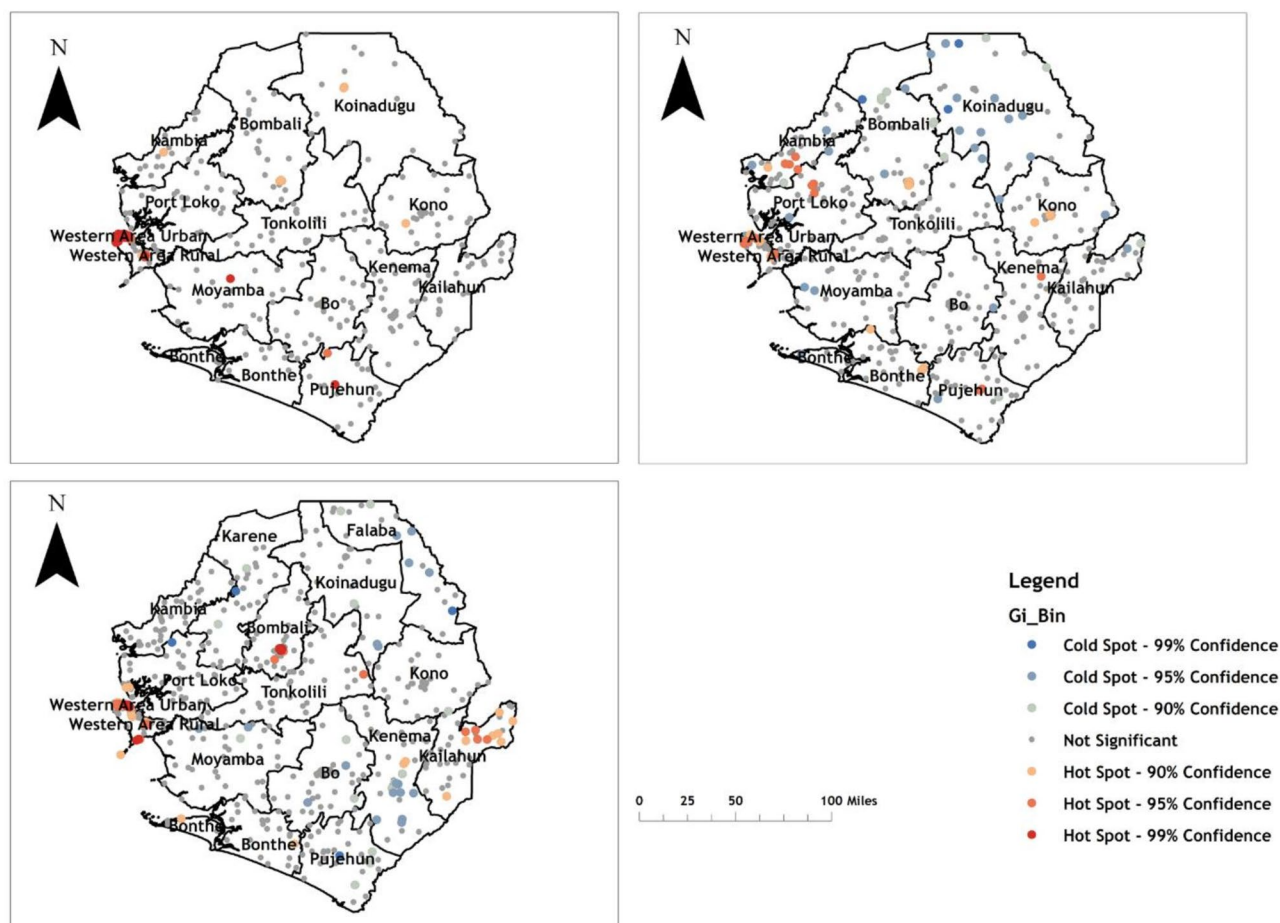 N
Koinadugu
Bombali
Kambia
Port Loko
Kono
Tonkolili
Western Area Urban
Western Area Rural
Kenema
Kailahun
Moyamba
Bo
Bonthe
Bonthe
Pujehun
N
Koinadugu
Bombali
Kambia
Port Loko
Kono
Tonkolili
Western Area Urban
Western Area Rural
Kenema
Kailahun
Moyamba
Bo
Bonthe
Bonthe
Pujehun
N
Falaba
Karene
Koinadugu
Kambia
Bombali
Kono
Port Loko
Tonkolili
Western Area Urban
Western Area Rural
Kenema
Kailahun
Moyamba
Bo
Bonthe
Bonthe
Pujehun
0 25 50 100 Miles
Legend
Gi_Bin
Cold Spot - 99% Confidence
Cold Spot - 95% Confidence
Cold Spot - 90% Confidence
Not Significant
Hot Spot - 90% Confidence
Hot Spot - 95% Confidence
Hot Spot - 99% Confidence